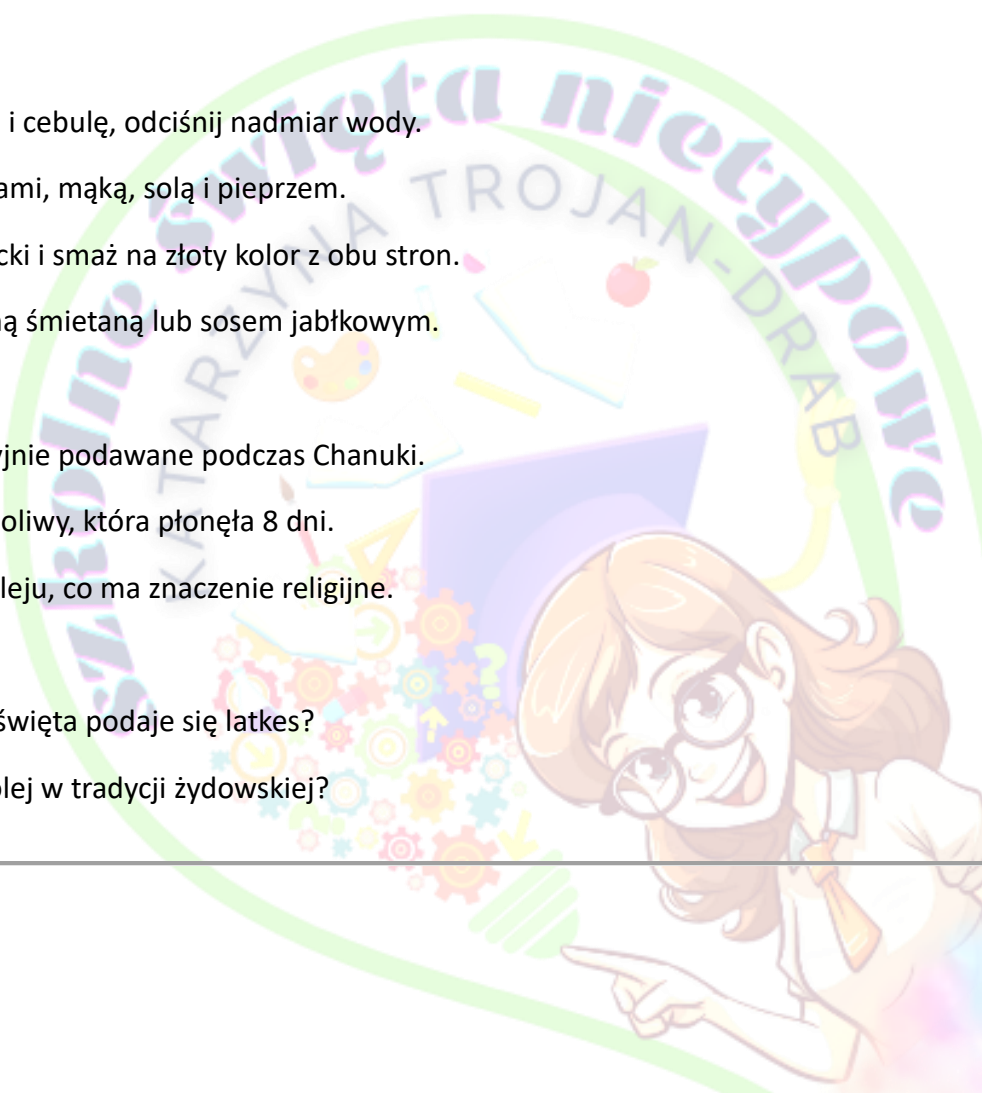 i cebulę, odciśnij nadmiar wody.
ami, mąką, solą i pieprzem.
cki i smaż na złoty kolor z obu stron.
ą śmietaną lub sosem jabłkowym.
yjnie podawane podczas Chanuki.
oliwy, która płonęła 8 dni.
leju, co ma znaczenie religijne.
święta podaje się latkes?
olej w tradycji żydowskiej?
szkolne święta nietypowe
KATARZYNA TROJAN-DRAB